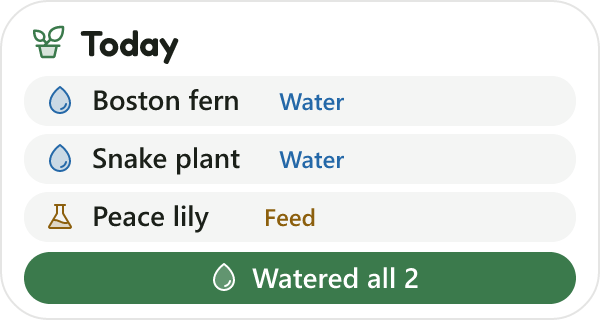 Today
Boston fern Water
Snake plant Water
Peace lily Feed
Watered all 2